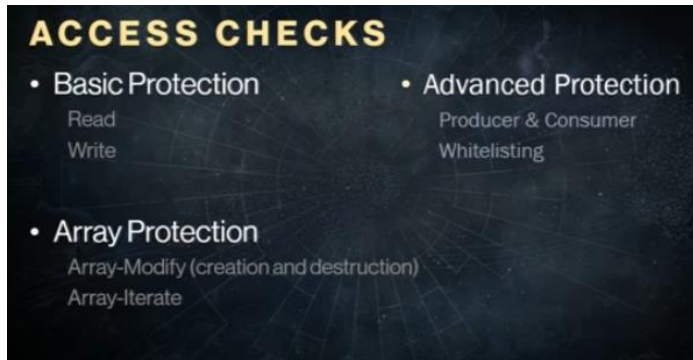 ACCESS CHECKS
• Basic Protection
Read
Write
• Array Protection
Array-Modify (creation and destruction)
Array-Iterate
• Advanced Protection
Producer & Consumer
Whitelisting